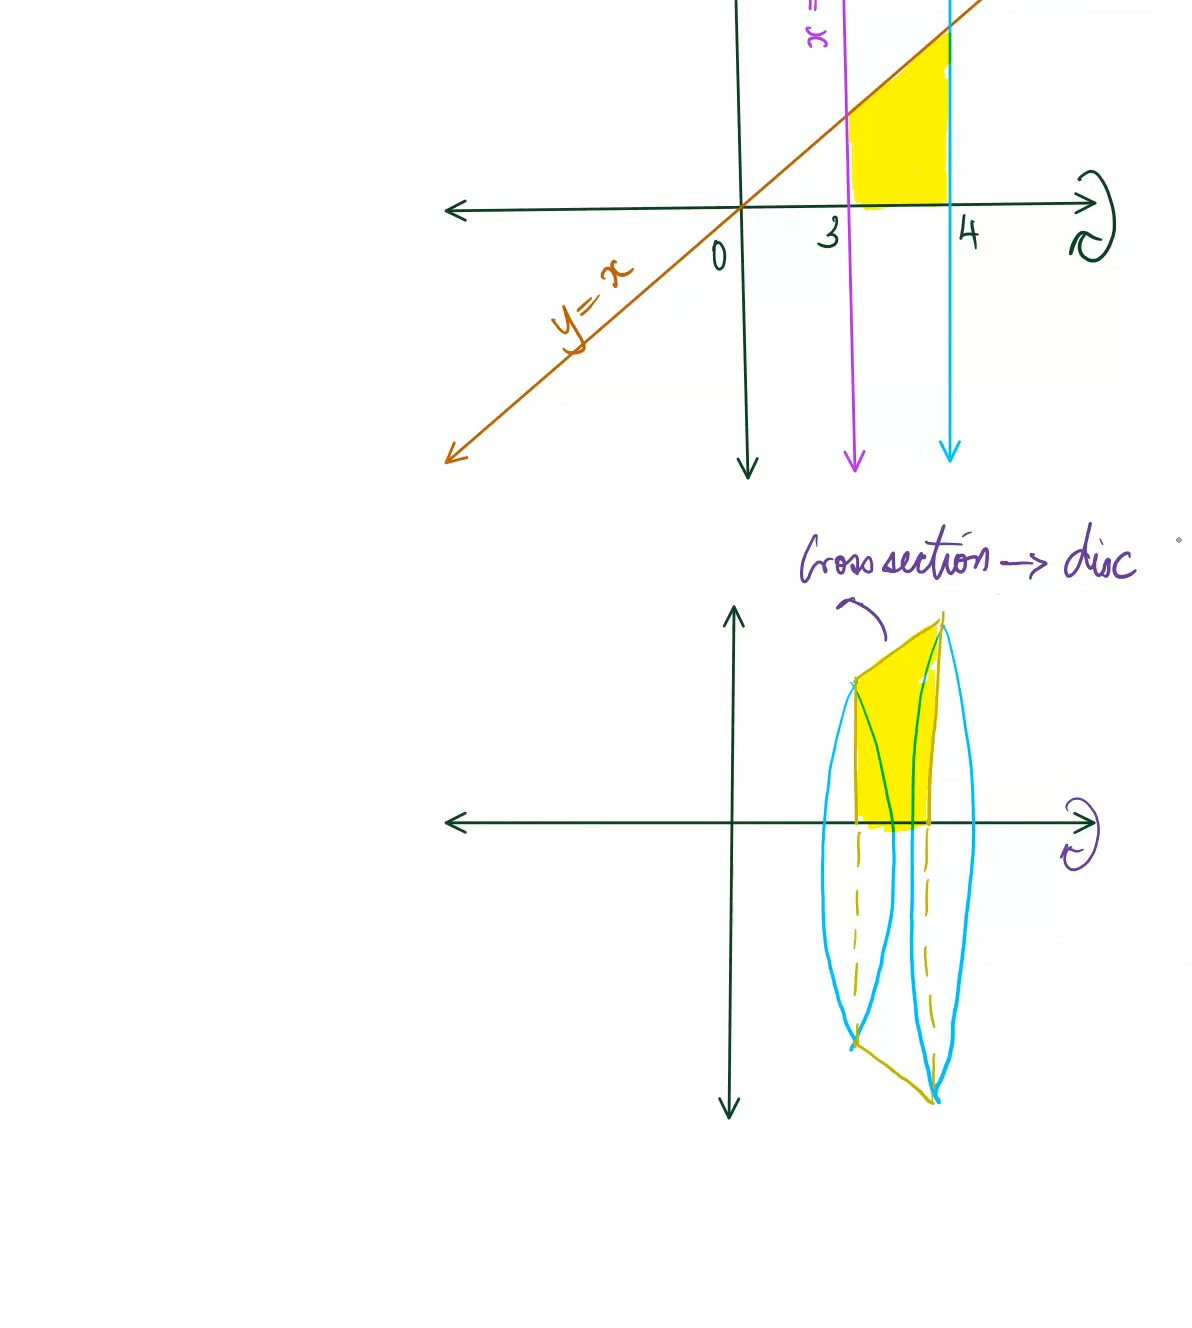 x =
3
4
0
y = x
Cross section → disc